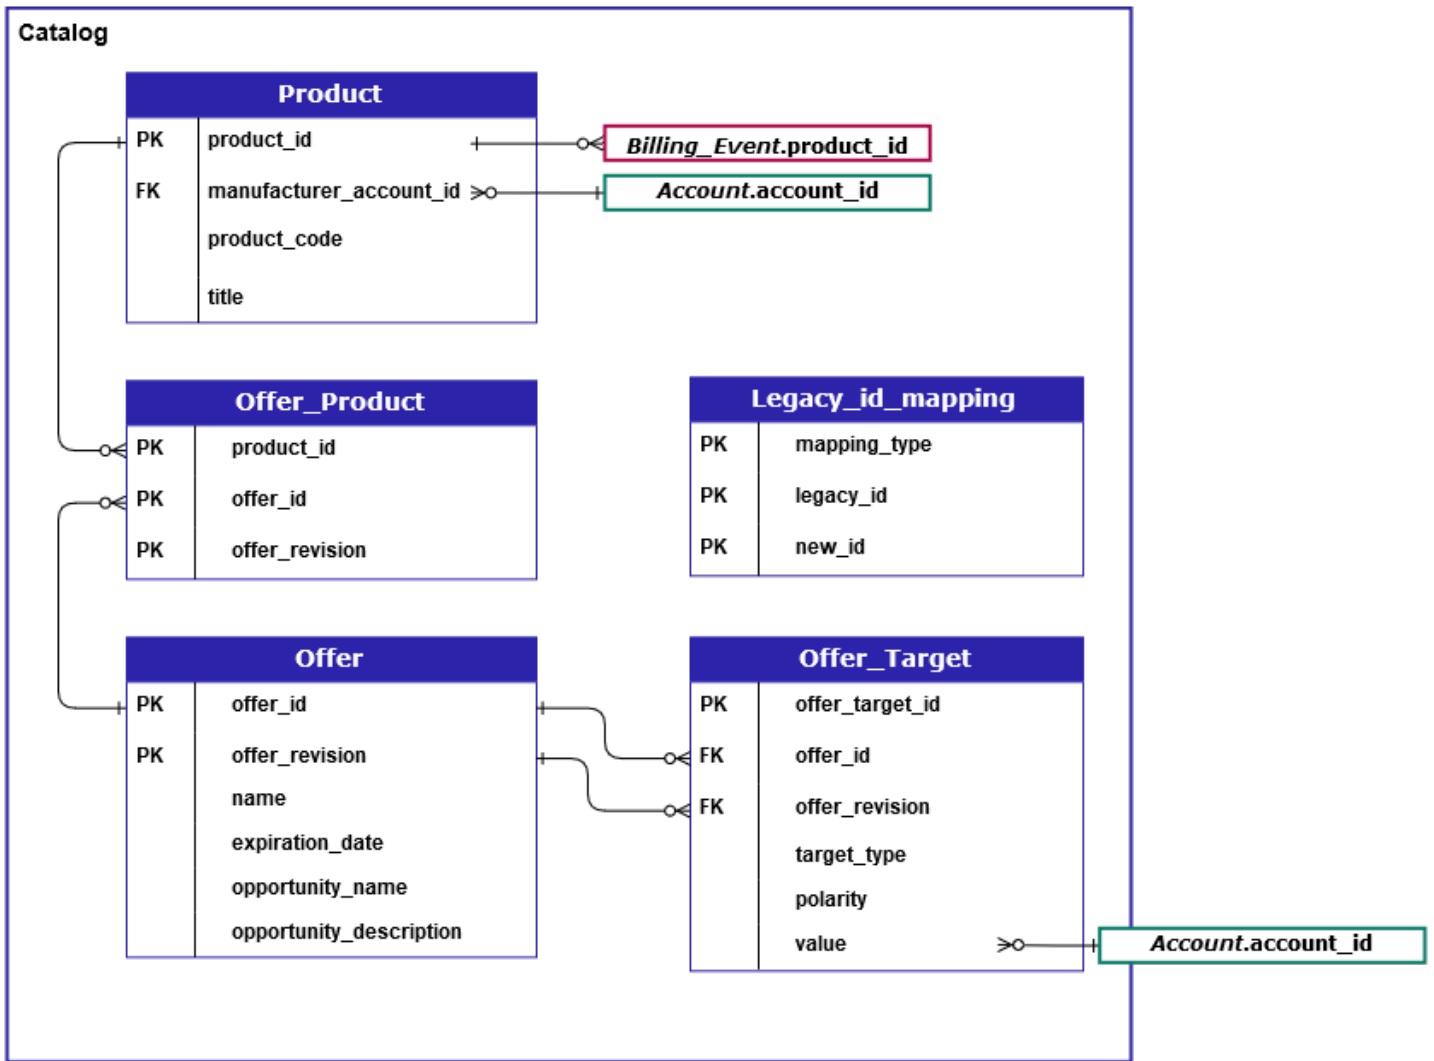 Catalog
Product
PK product_id
Billing_Event.product_id
FK manufacturer_account_id
Account.account_id
product_code
title
Offer_Product
PK product_id
PK offer_id
PK offer_revision
Legacy_id_mapping
PK mapping_type
PK legacy_id
PK new_id
Offer
PK offer_id
PK offer_revision
name
expiration_date
opportunity_name
opportunity_description
Offer_Target
PK offer_target_id
FK offer_id
FK offer_revision
target_type
polarity
value
Account.account_id